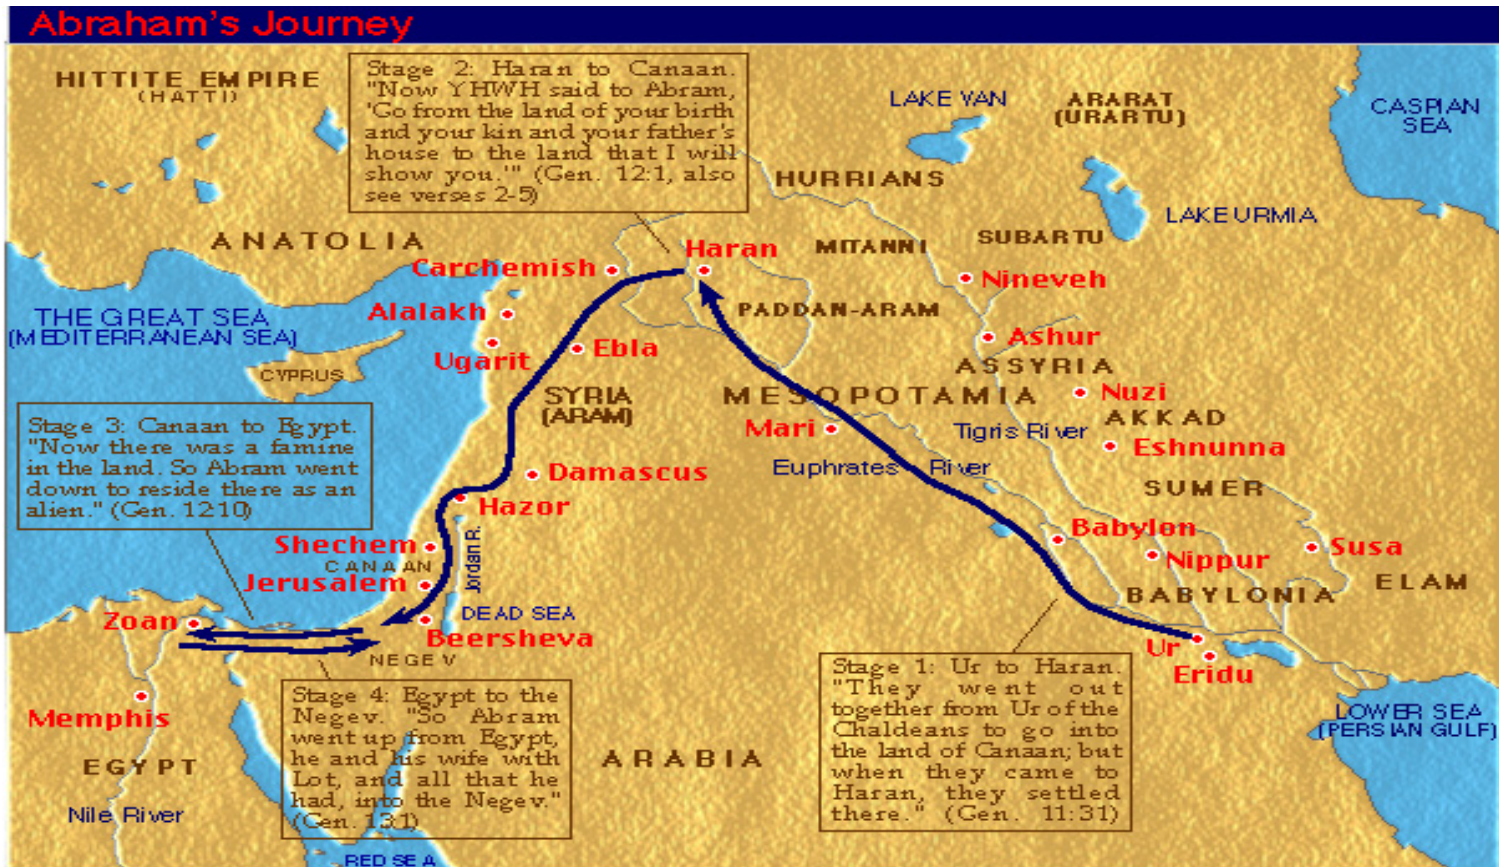 Abraham's Journey
HITTITE EMPIRE
(HATTI)
Stage 2: Haran to Canaan.
"Now YHWH said to Abram,
'Go from the land of your birth
and your kin and your father's
house to the land that I will
show you.'" (Gen. 12:1, also
see verses 2-5)
LAKE VAN
ARARAT
(URARTU)
CASPIAN
SEA
HURRIANS
LAKE URMIA
ANATOLIA
MITANNI
SUBARTU
Carchemish
Haran
Nineveh
Alalakh
PADDAN-ARAM
THE GREAT SEA
(MEDITERRANEAN SEA)
Ugarit
Ebla
Ashur
ASSYRIA
CYPRUS
SYRIA
(ARAM)
MESOPOTAMIA
Nuzi
AKKAD
Mari
Tigris River
Eshnunna
Stage 3: Canaan to Egypt.
"Now there was a famine
in the land. So Abram went
down to reside there as an
alien." (Gen. 12:10)
Damascus
Euphrates River
Hazor
SUMER
Jordan R.
Babylon
Shechem
CANAAN
Nippur
Susa
Jerusalem
ELAM
BABYLONIA
DEAD SEA
Zoan
Beersheva
NEGEV
Ur
Eridu
Stage 1: Ur to Haran.
"They went out
together from Ur of the
Chaldeans to go into
the land of Canaan; but
when they came to
Haran, they settled
there." (Gen. 11:31)
Stage 4: Egypt to the
Negev. "So Abram
went up from Egypt,
he and his wife with
Lot, and all that he
had, into the Negev."
(Gen. 13:1)
Memphis
LOWER SEA
(PERSIAN GULF)
EGYPT
ARABIA
Nile River
RED SEA